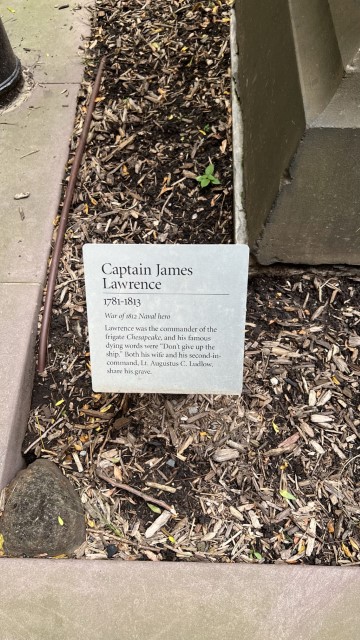 Captain James
Lawrence
1781-1813
War of 1812 Naval hero
Lawrence was the commander of the
frigate Chesapeake, and his famous
dying words were "Don't give up the
ship." Both his wife and his second-in-
command, Lt. Augustus C. Ludlow,
share his grave.